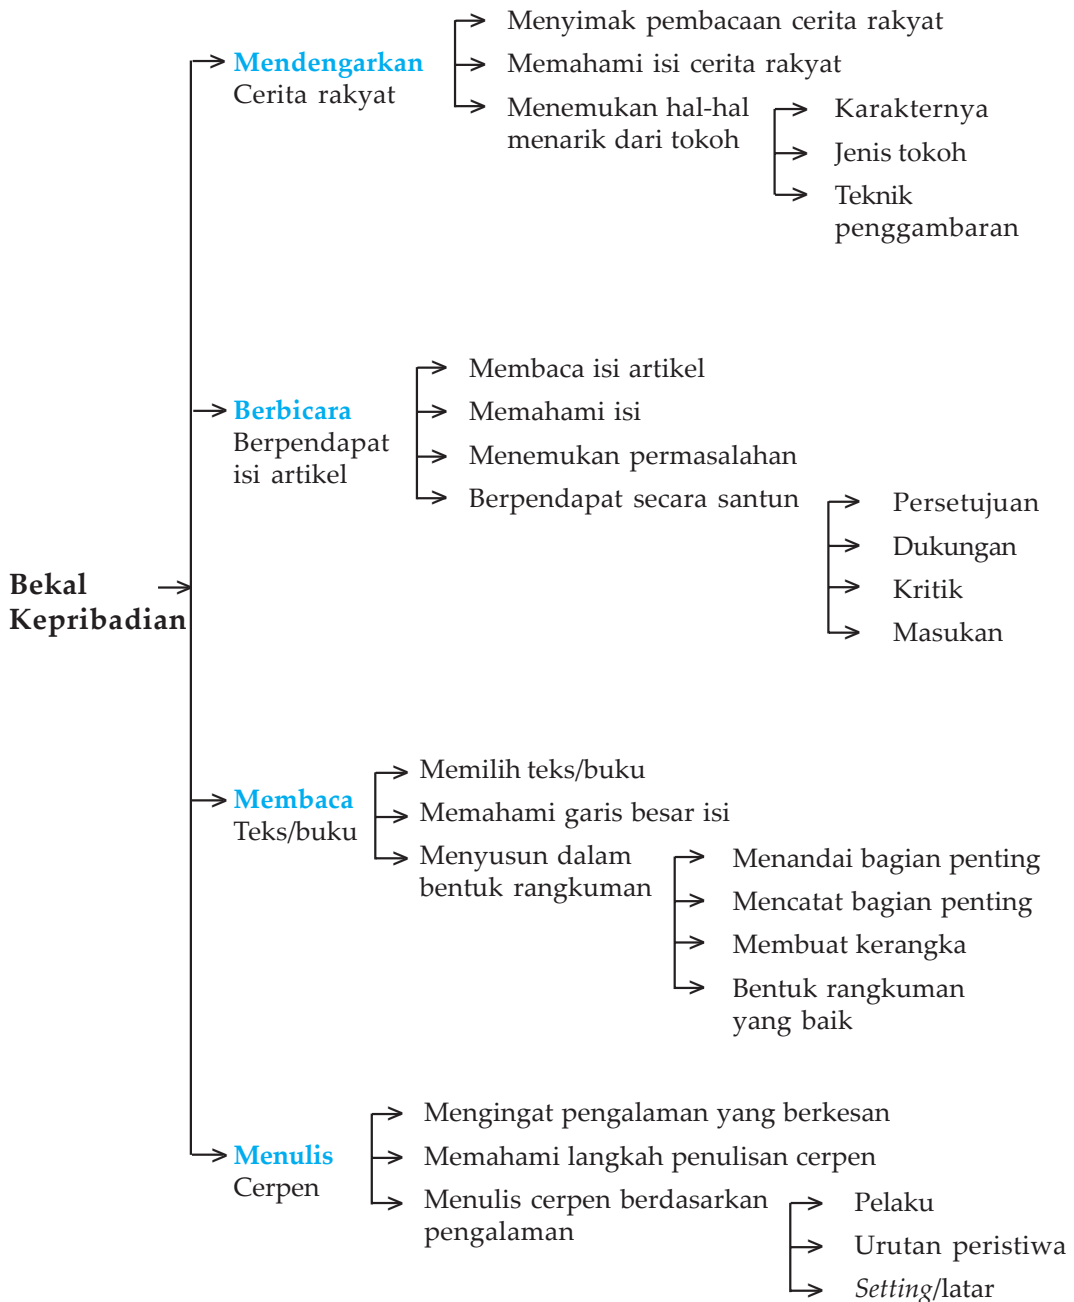 Bekal
Kepribadian
Mendengarkan
Cerita rakyat
Menyimak pembacaan cerita rakyat
Memahami isi cerita rakyat
Menemukan hal-hal
menarik dari tokoh
Karakternya
Jenis tokoh
Teknik
penggambaran
Berbicara
Berpendapat
isi artikel
Membaca isi artikel
Memahami isi
Menemukan permasalahan
Berpendapat secara santun
Persetujuan
Dukungan
Kritik
Masukan
Membaca
Teks/buku
Memilih teks/buku
Memahami garis besar isi
Menyusun dalam
bentuk rangkuman
Menandai bagian penting
Mencatat bagian penting
Membuat kerangka
Bentuk rangkuman
yang baik
Menulis
Cerpen
Mengingat pengalaman yang berkesan
Memahami langkah penulisan cerpen
Menulis cerpen berdasarkan
pengalaman
Pelaku
Urutan peristiwa
Setting/latar